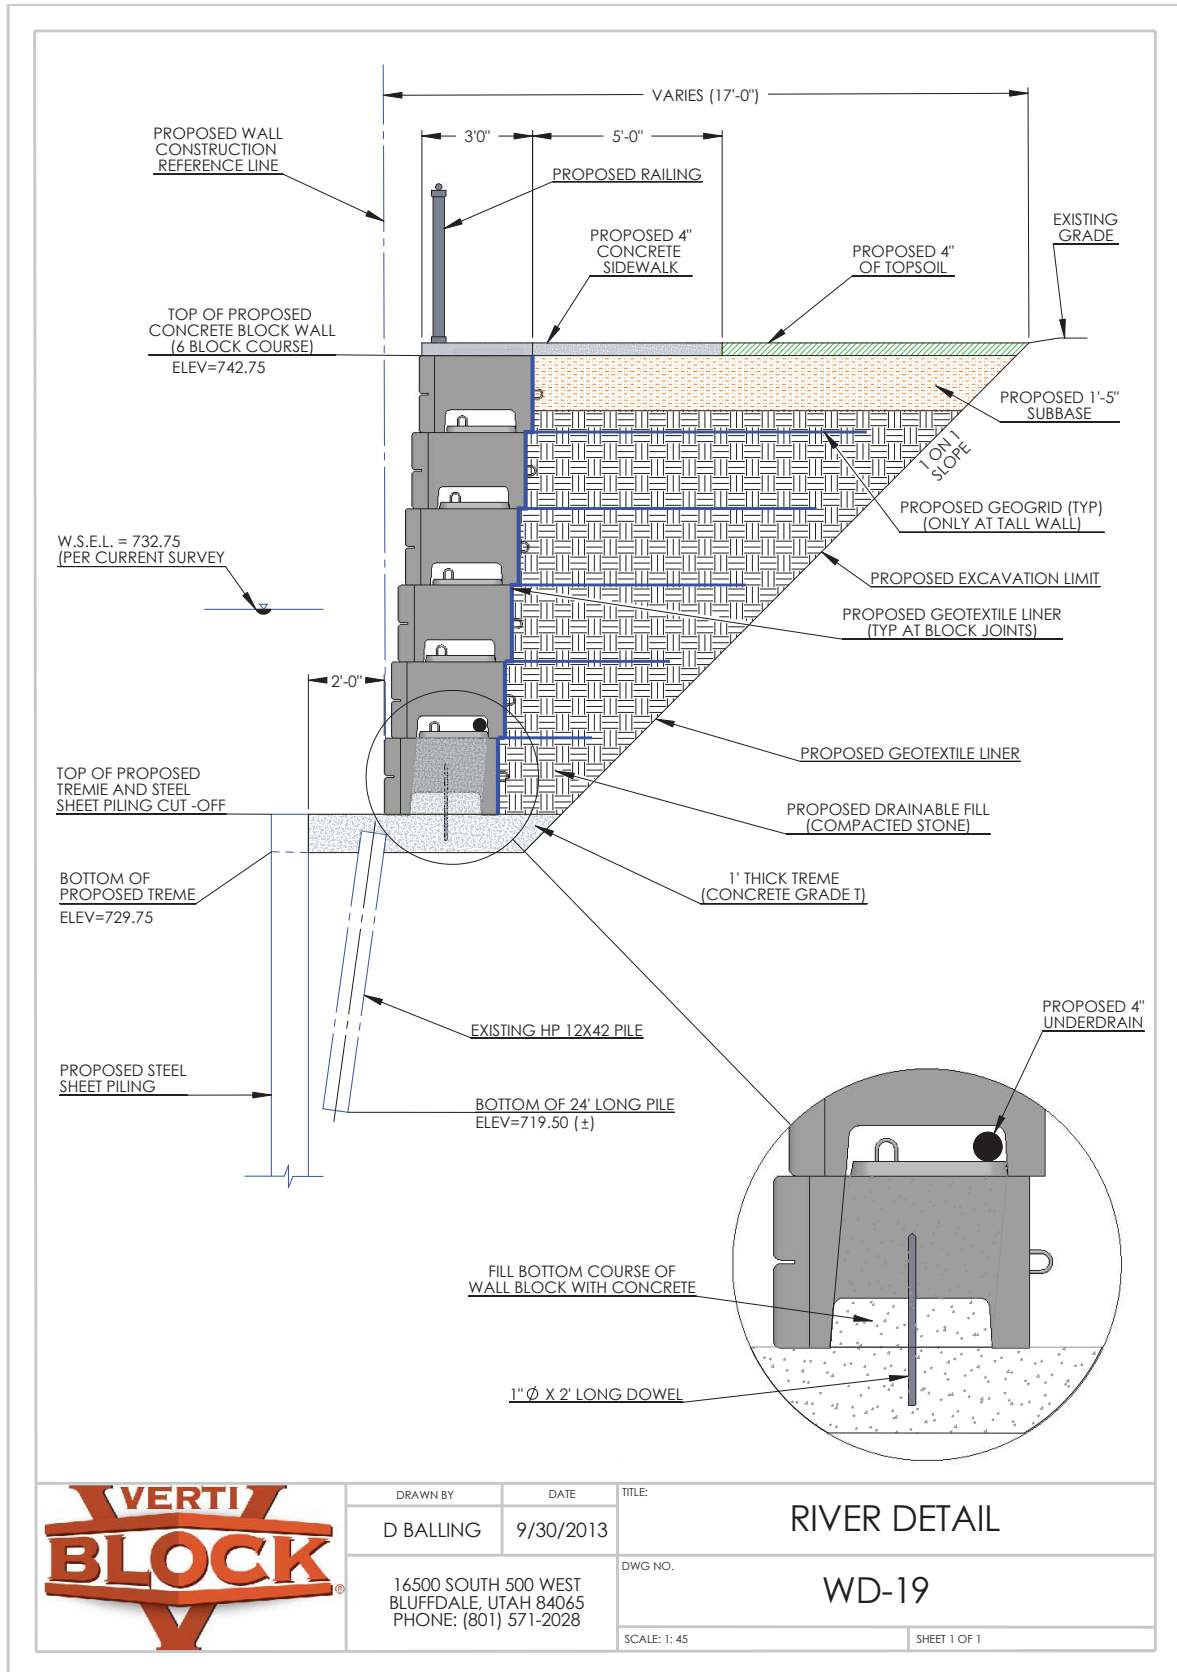 VARIES (17'-0")
3'0"
5'-0"
PROPOSED WALL
CONSTRUCTION
REFERENCE LINE
PROPOSED RAILING
PROPOSED 4"
CONCRETE
SIDEWALK
PROPOSED 4"
OF TOPSOIL
EXISTING
GRADE
TOP OF PROPOSED
CONCRETE BLOCK WALL
(6 BLOCK COURSE)
ELEV=742.75
PROPOSED 1'-5"
SUBBASE
1 ON 1
SLOPE
PROPOSED GEOGRID (TYP)
(ONLY AT TALL WALL)
W.S.E.L. = 732.75
(PER CURRENT SURVEY
PROPOSED EXCAVATION LIMIT
PROPOSED GEOTEXTILE LINER
(TYP AT BLOCK JOINTS)
2'-0"
PROPOSED GEOTEXTILE LINER
TOP OF PROPOSED
TREMIE AND STEEL
SHEET PILING CUT -OFF
PROPOSED DRAINABLE FILL
(COMPACTED STONE)
BOTTOM OF
PROPOSED TREME
ELEV=729.75
1' THICK TREME
(CONCRETE GRADE T)
EXISTING HP 12X42 PILE
PROPOSED 4"
UNDERDRAIN
PROPOSED STEEL
SHEET PILING
BOTTOM OF 24' LONG PILE
ELEV=719.50 (±)
FILL BOTTOM COURSE OF
WALL BLOCK WITH CONCRETE
1" Ø X 2' LONG DOWEL
VERTI
BLOCK
®
DRAWN BY
DATE
D BALLING
9/30/2013
16500 SOUTH 500 WEST
BLUFFDALE, UTAH 84065
PHONE: (801) 571-2028
TITLE:
RIVER DETAIL
DWG NO.
WD-19
SCALE: 1: 45
SHEET 1 OF 1